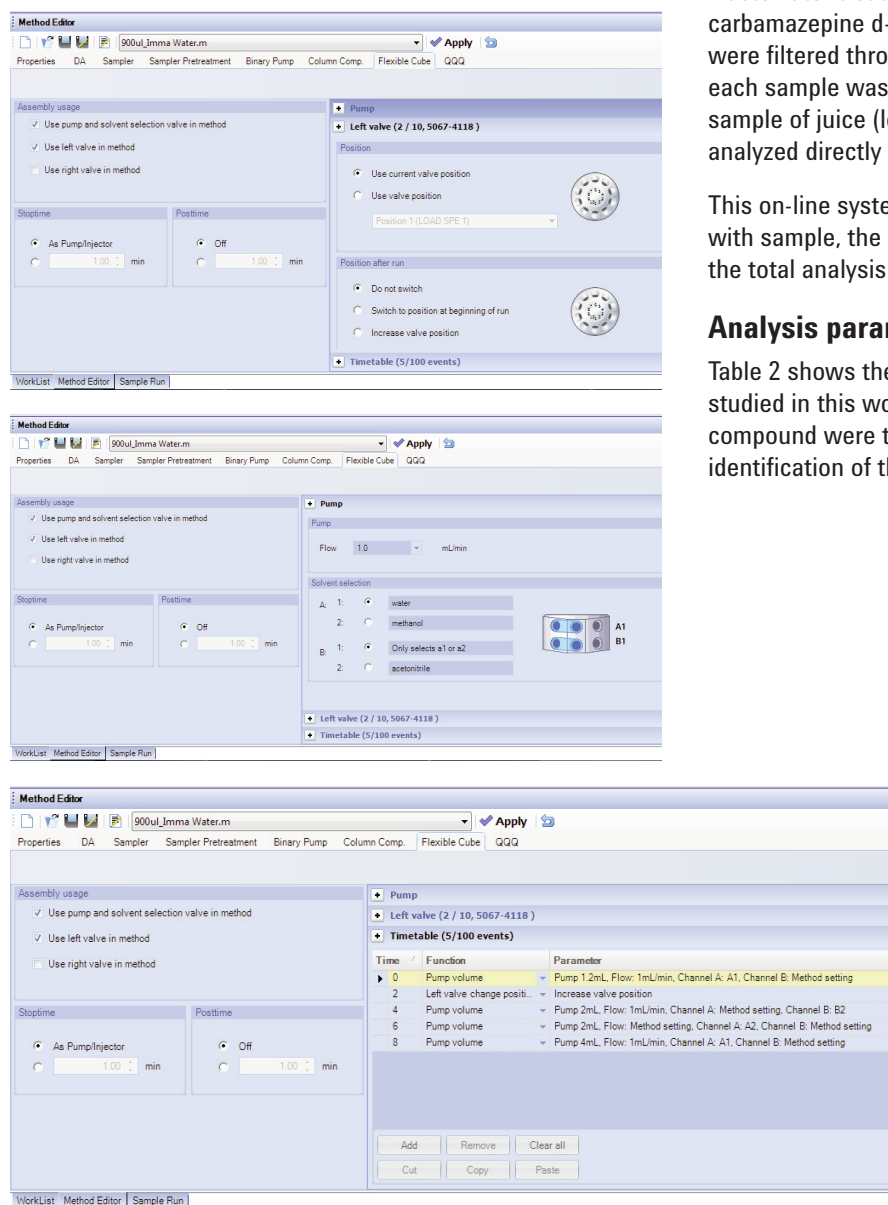 Method Editor
900ul_Imma Water.m Apply
Properties DA Sampler Sampler Pretreatment Binary Pump Column Comp. Flexible Cube QQQ
Assembly usage
Use pump and solvent selection valve in method
Use left valve in method
Use right valve in method
Stoptime Posttime
As Pump/Injector Off
1.00 min 1.00 min
+ Pump
+ Left valve (2 / 10, 5067-4118 )
Position
Use current valve position
Use valve position
Position 1 (LOAD SPE 1)
Position after run
Do not switch
Switch to position at beginning of run
Increase valve position
+ Timetable (5/100 events)
WorkList Method Editor Sample Run
Method Editor
900ul_Imma Water.m Apply
Properties DA Sampler Sampler Pretreatment Binary Pump Column Comp. Flexible Cube QQQ
Assembly usage
Use pump and solvent selection valve in method
Use left valve in method
Use right valve in method
Stoptime Posttime
As Pump/Injector Off
1.00 min 1.00 min
+ Pump
Pump
Flow 1.0 mL/min
Solvent selection
A: 1: water
2: methanol
B: 1: Only selects a1 or a2
2: acetonitrile
A1
B1
+ Left valve (2 / 10, 5067-4118 )
+ Timetable (5/100 events)
WorkList Method Editor Sample Run
carbamazepine d-
were filtered thro
each sample was
sample of juice (l
analyzed directly
This on-line syste
with sample, the
the total analysis
Analysis parar
Table 2 shows the
studied in this wo
compound were t
identification of t
Method Editor
900ul_Imma Water.m Apply
Properties DA Sampler Sampler Pretreatment Binary Pump Column Comp. Flexible Cube QQQ
Assembly usage
Use pump and solvent selection valve in method
Use left valve in method
Use right valve in method
Stoptime Posttime
As Pump/Injector Off
1.00 min 1.00 min
+ Pump
+ Left valve (2 / 10, 5067-4118 )
+ Timetable (5/100 events)
Time Function Parameter
0 Pump volume Pump 1.2mL, Flow: 1mL/min, Channel A: A1, Channel B: Method setting
2 Left valve change positi... Increase valve position
4 Pump volume Pump 2mL, Flow: 1mL/min, Channel A: Method setting, Channel B: B2
6 Pump volume Pump 2mL, Flow: Method setting, Channel A: A2, Channel B: Method setting
8 Pump volume Pump 4mL, Flow: 1mL/min, Channel A: A1, Channel B: Method setting
Add Remove Clear all
Cut Copy Paste
WorkList Method Editor Sample Run